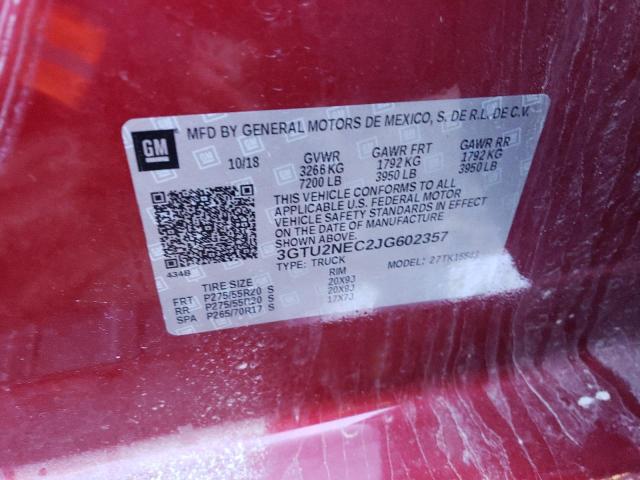 GM
MFD BY GENERAL MOTORS DE MEXICO, S. DE R.L. DE C.V.
10/18 GVWR GAWR FRT GAWR RR
3266 KG 1792 KG 1792 KG
7200 LB 3950 LB 3950 LB
THIS VEHICLE CONFORMS TO ALL
APPLICABLE U.S. FEDERAL MOTOR
VEHICLE SAFETY STANDARDS IN EFFECT
ON THE DATE OF MANUFACTURE
SHOWN ABOVE.
3GTU2NEC2JG602357
434B TYPE: TRUCK MODEL: 27TK15543
TIRE SIZE RIM
FRT P275/55R20 S 20X9J
RR P275/55R20 S 20X9J
SPA P265/70R17 S 17X7J